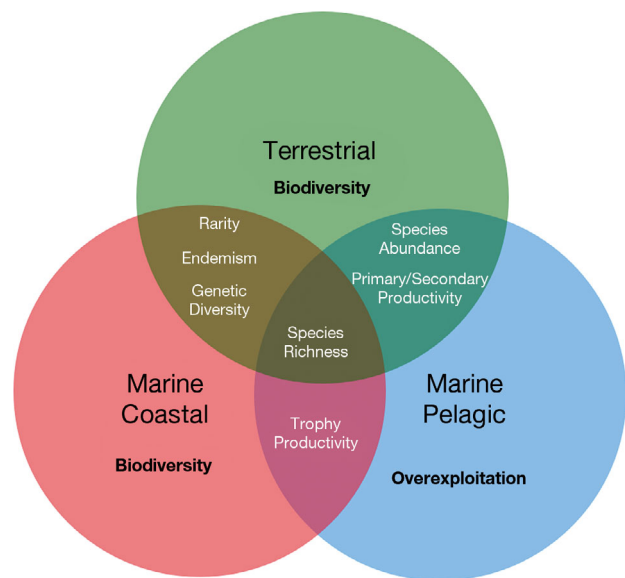 Terrestrial
Biodiversity
Rarity
Endemism
Genetic
Diversity
Species
Abundance
Primary/Secondary
Productivity
Species
Richness
Marine
Coastal
Biodiversity
Trophy
Productivity
Marine
Pelagic
Overexploitation